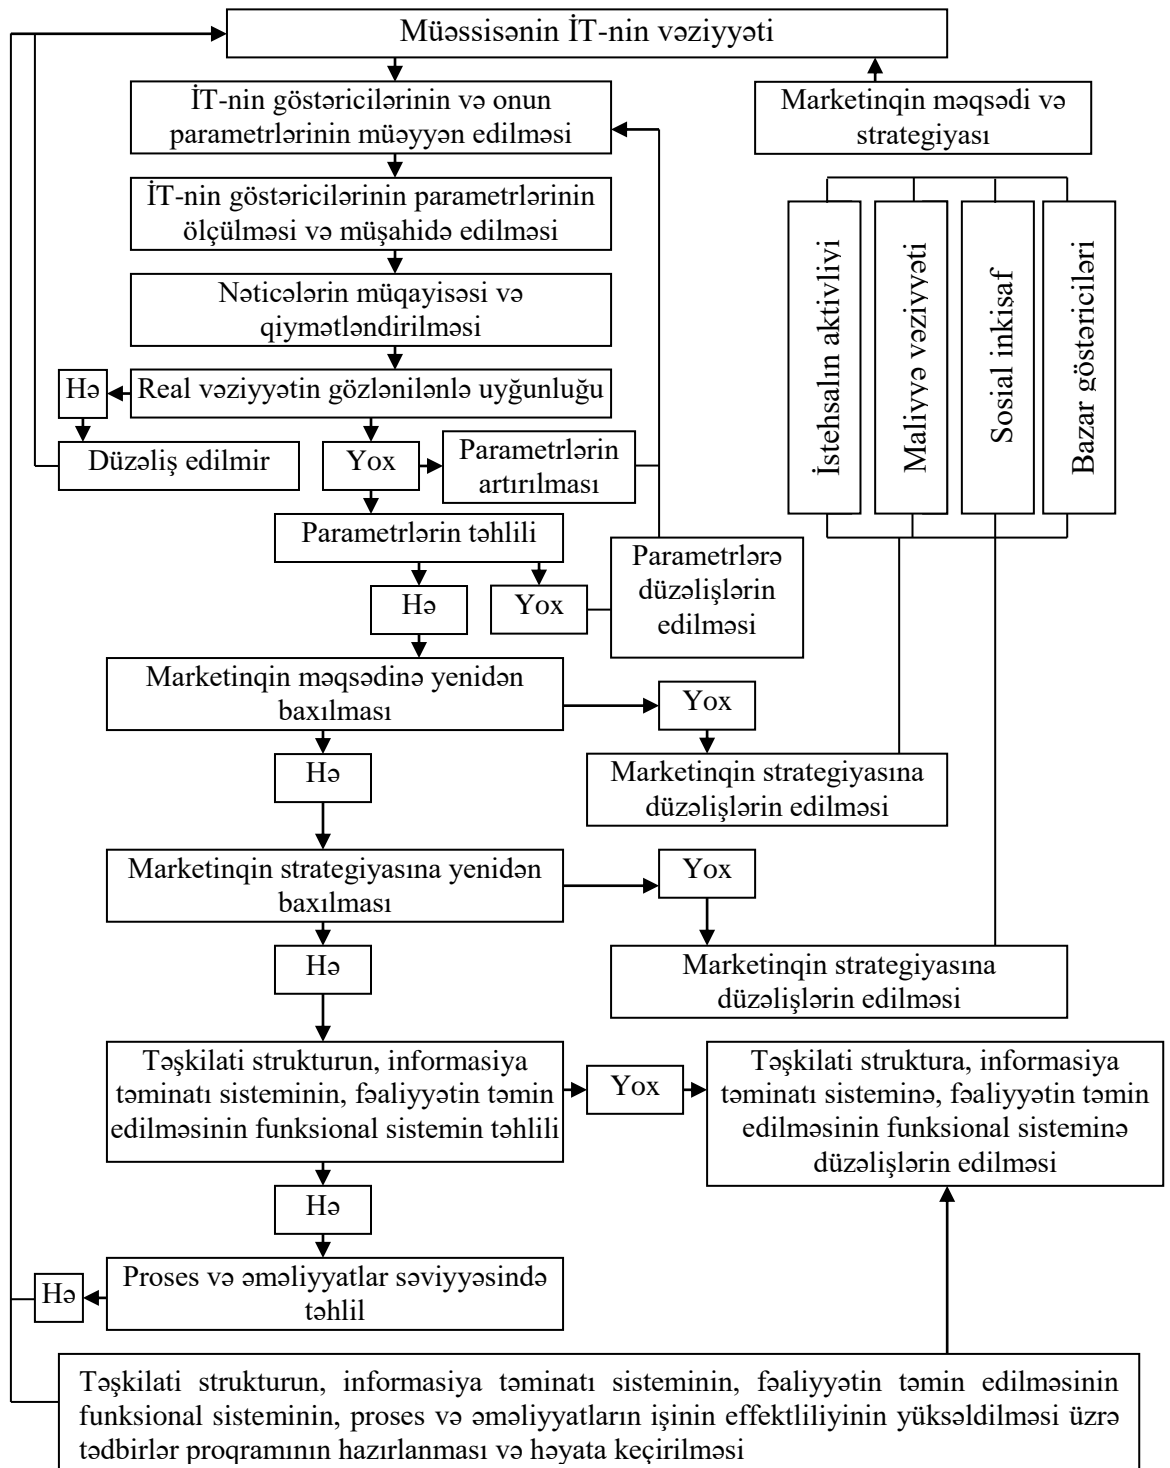 Müəssisənin İT-nin vəziyyəti
İT-nin göstəricilərinin və onun
parametrlərinin müəyyən edilməsi
Marketinqin məqsədi və
strategiyası
İT-nin göstəricilərinin parametrlərinin
ölçülməsi və müşahidə edilməsi
Nəticələrin müqayisəsi və
qiymətləndirilməsi
İstehsalın aktivliyi
Maliyyə vəziyyəti
Sosial inkisaf
Bazar göstəriciləri
Hə
Real vəziyyətin gözlənilənlə uyğunluğu
Düzəliş edilmir
Yox
Parametrlərin
artırılması
Parametrlərin təhlili
Hə
Yox
Parametrlərə
düzəlişlərin
edilməsi
Marketinqin məqsədinə yenidən
baxılması
Yox
Hə
Marketinqin strategiyasına
düzəlişlərin edilməsi
Marketinqin strategiyasına yenidən
baxılması
Yox
Hə
Marketinqin strategiyasına
düzəlişlərin edilməsi
Təşkilati strukturun, informasiya
təminatı sisteminin, fəaliyyətin təmin
edilməsinin funksional sistemin təhlili
Yox
Təşkilati struktura, informasiya
təminatı sisteminə, fəaliyyətin təmin
edilməsinin funksional sisteminə
düzəlişlərin edilməsi
Hə
Hə
Proses və əməliyyatlar səviyyəsində
təhlil
Təşkilati strukturun, informasiya təminatı sisteminin, fəaliyyətin təmin edilməsinin
funksional sisteminin, proses və əməliyyatların işinin effektliliyinin yüksəldilməsi üzrə
tədbirlər proqramının hazırlanması və həyata keçirilməsi